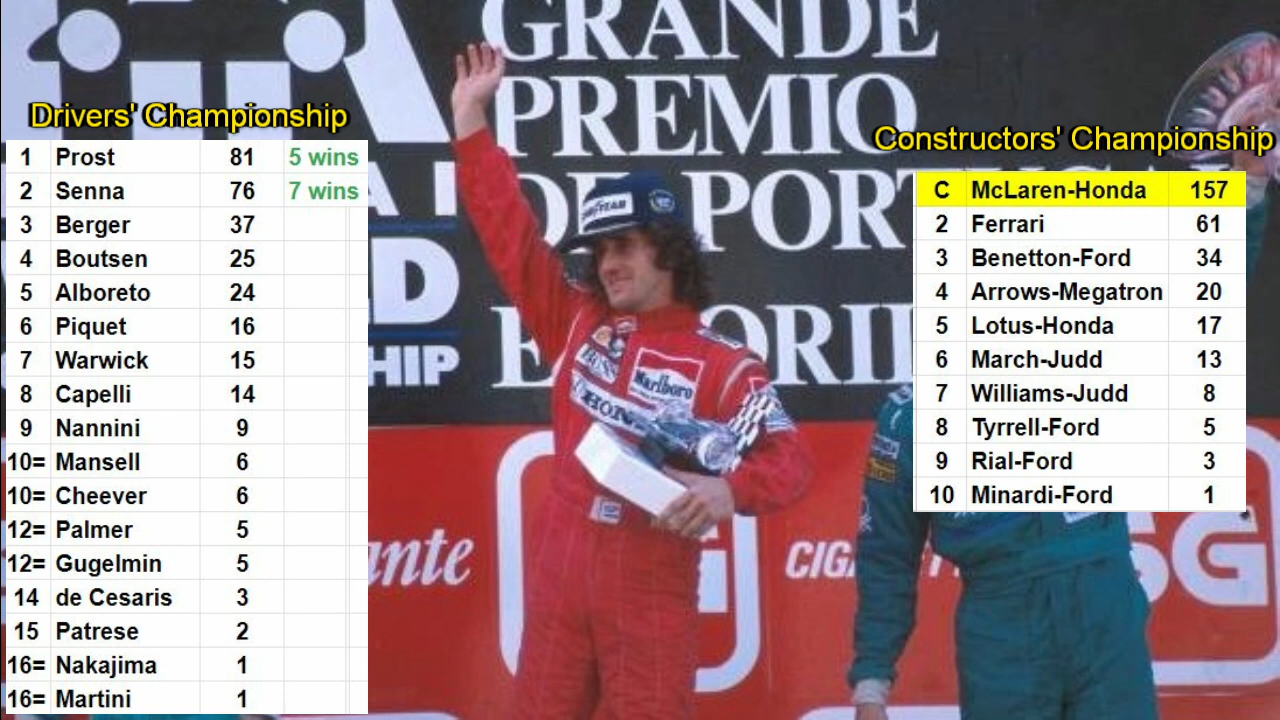 GRANDE
PREMIO
DE PORT
E
ORIL
D
HIP
GOODYEAR
BOSS
Marlboro
HON
ante
CIG
SG
Drivers' Championship
1 Prost 81 5 wins
2 Senna 76 7 wins
3 Berger 37
4 Boutsen 25
5 Alboreto 24
6 Piquet 16
7 Warwick 15
8 Capelli 14
9 Nannini 9
10= Mansell 6
10= Cheever 6
12= Palmer 5
12= Gugelmin 5
14 de Cesaris 3
15 Patrese 2
16= Nakajima 1
16= Martini 1
Constructors' Championship
C McLaren-Honda 157
2 Ferrari 61
3 Benetton-Ford 34
4 Arrows-Megatron 20
5 Lotus-Honda 17
6 March-Judd 13
7 Williams-Judd 8
8 Tyrrell-Ford 5
9 Rial-Ford 3
10 Minardi-Ford 1